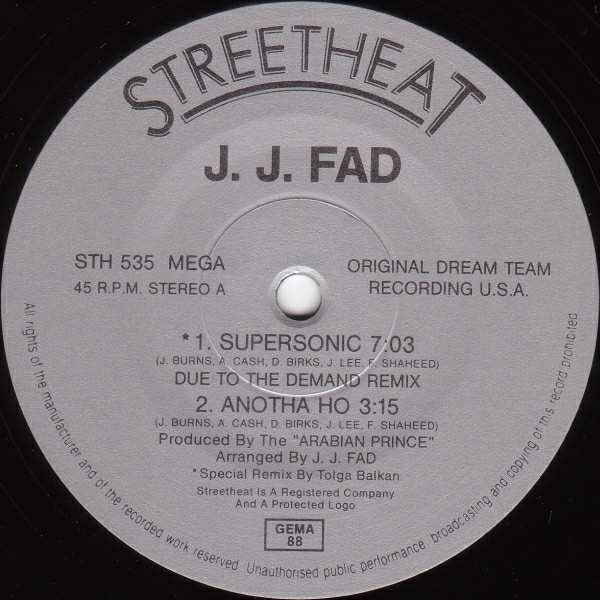 STREETHEAT
J. J. FAD
STH 535 MEGA
45 R.P.M. STEREO A
ORIGINAL DREAM TEAM
RECORDING U.S.A.
*1. SUPERSONIC 7:03
(J. BURNS, A. CASH, D. BIRKS, J. LEE, F. SHAHEED)
DUE TO THE DEMAND REMIX
2. ANOTHA HO 3:15
(J. BURNS, A. CASH, D. BIRKS, J. LEE, F. SHAHEED)
Produced By The "ARABIAN PRINCE"
Arranged By J. J. FAD
*Special Remix By Tolga Balkan
Streetheat Is A Registered Company
And A Protected Logo
GEMA
88
All rights of the manufacturer and of the recorded work reserved. Unauthorised public performance broadcasting and copying of this record prohibited